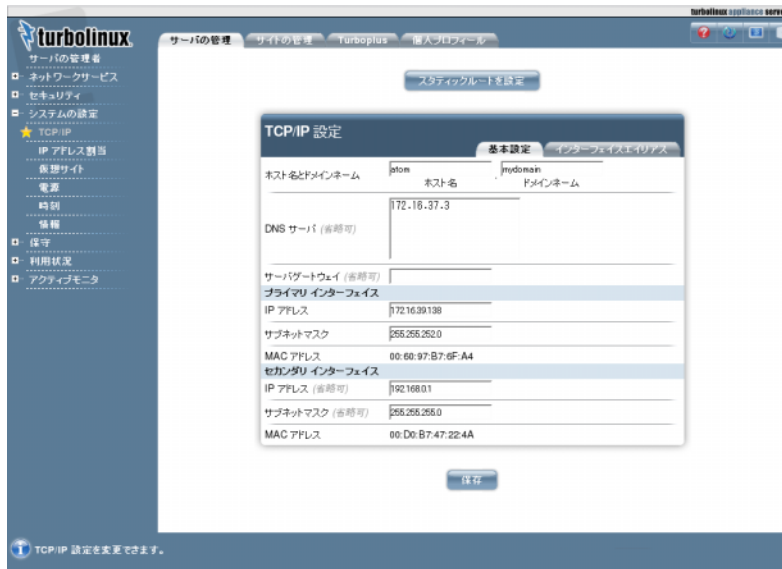 turbolinux appliance serv
turbolinux
サーバの管理
サイトの管理
Turboplus
個人プロフィール
サーバの管理者
ネットワークサービス
セキュリティ
システムの設定
TCP/IP
IP アドレス割当
仮想サイト
電源
時刻
情報
保守
利用状況
アクティブモニタ
スタティックルートを設定
TCP/IP 設定
基本設定
インターフェイスエイリアス
ホスト名とドメインネーム
atom
.
mydomain
ホスト名
ドメインネーム
DNS サーバ (省略可)
172.16.37.3
サーバゲートウェイ (省略可)
プライマリ インターフェイス
IP アドレス
172.16.39.138
サブネットマスク
255.255.252.0
MAC アドレス
00:60:97:B7:6F:A4
セカンダリ インターフェイス
IP アドレス (省略可)
192.168.0.1
サブネットマスク (省略可)
255.255.255.0
MAC アドレス
00:D0:B7:47:22:4A
保存
TCP/IP 設定を変更できます。